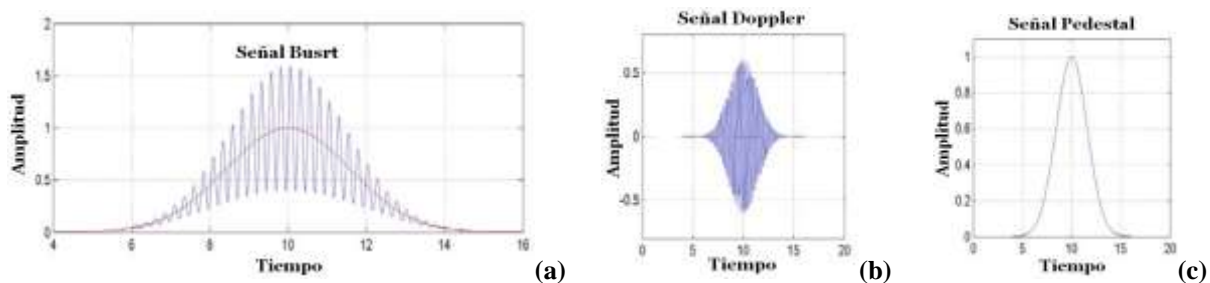 Señal Busrt
Amplitud
2
1.5
1
0.5
0
4 6 8 10 12 14 16
Tiempo
(a)
Señal Doppler
Amplitud
0.5
0
-0.5
0 5 10 15 20
Tiempo
(b)
Señal Pedestal
Amplitud
1
0.8
0.6
0.4
0.2
0
0 5 10 15 20
Tiempo
(c)